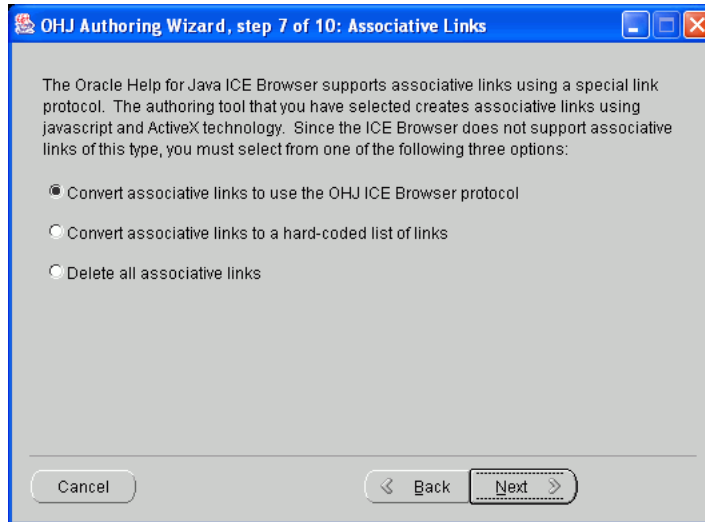 OHJ Authoring Wizard, step 7 of 10: Associative Links
The Oracle Help for Java ICE Browser supports associative links using a special link
protocol. The authoring tool that you have selected creates associative links using
javascript and ActiveX technology. Since the ICE Browser does not support associative
links of this type, you must select from one of the following three options:
Convert associative links to use the OHJ ICE Browser protocol
Convert associative links to a hard-coded list of links
Delete all associative links
Cancel
Back
Next